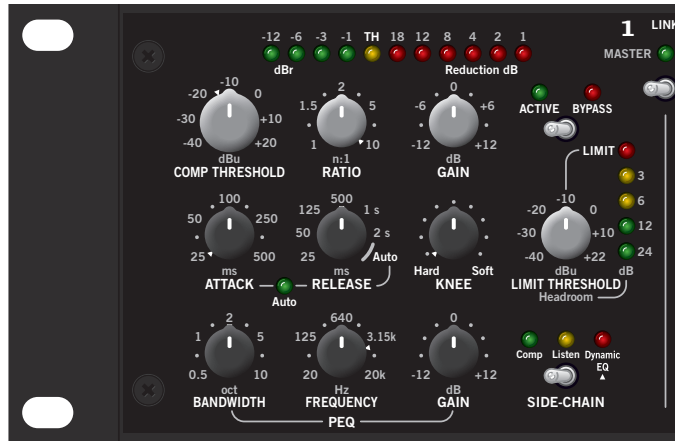 -12 -6 -3 -1 TH 18 12 8 4 2 1
dBr Reduction dB
1 LINK
MASTER
-20 -10 0
-30 +10
-40 +20
dBu
COMP THRESHOLD
1.5 2 5
1 10
n:1
RATIO
-6 0 +6
-12 +12
dB
GAIN
ACTIVE BYPASS
LIMIT
3
6
12
24
dB
50 100 250
25 500
ms
ATTACK
Auto
125 500 1 s
50 2 s
25 Auto
ms
RELEASE
Hard Soft
KNEE
-20 -10 0
-30 +10
-40 +22
dBu
LIMIT THRESHOLD
Headroom
1 2 5
0.5 10
oct
BANDWIDTH
125 640 3.15k
20 20k
Hz
FREQUENCY
0
-12 +12
dB
GAIN
PEQ
Comp Listen Dynamic
EQ
SIDE-CHAIN